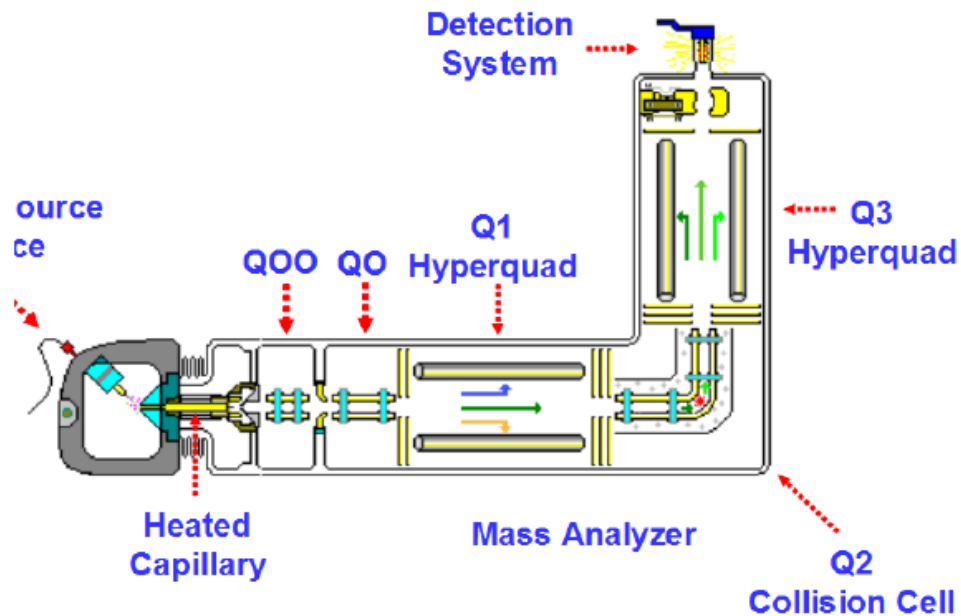 Detection
System
ource
ce
QOO
QO
Q1
Hyperquad
Q3
Hyperquad
Heated
Capillary
Mass Analyzer
Q2
Collision Cell